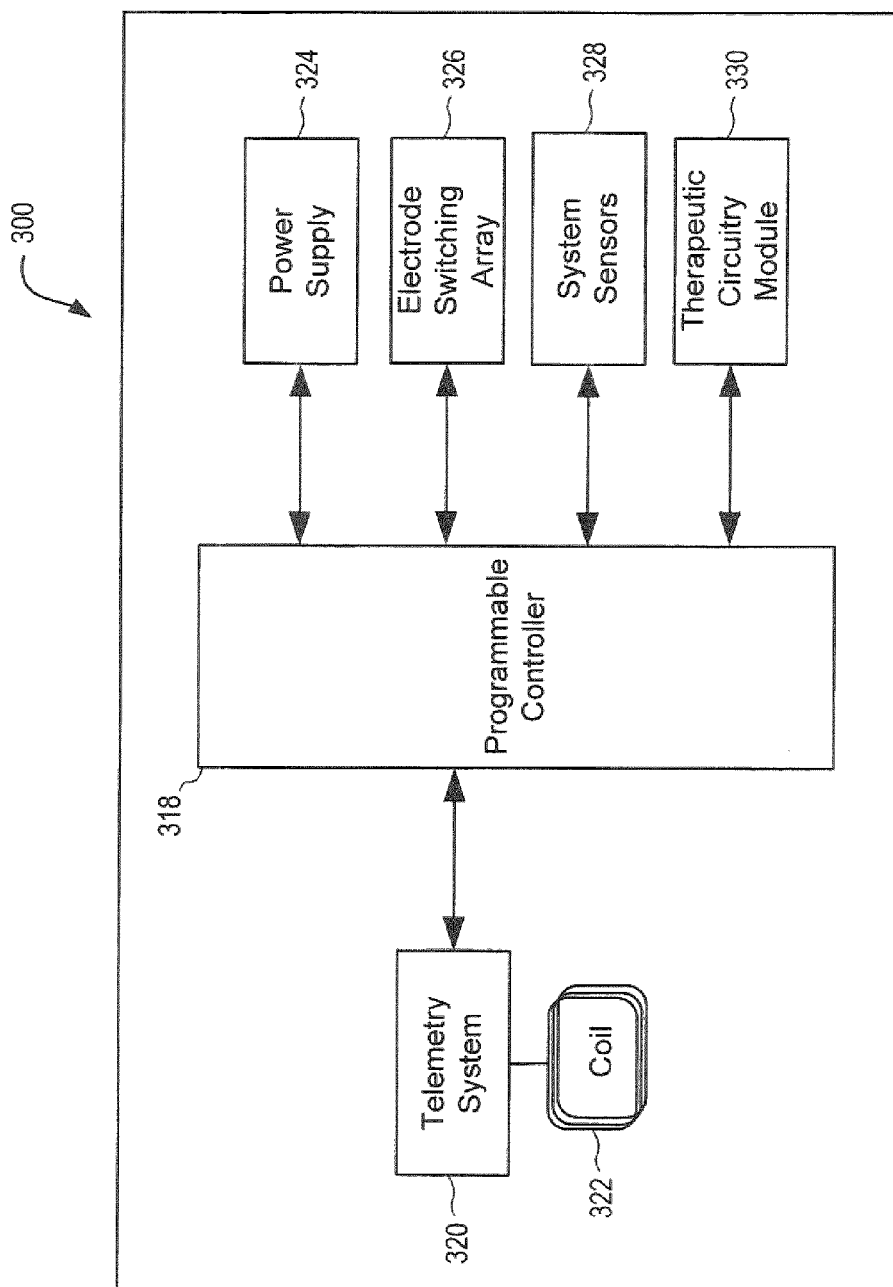 300
318
320
Telemetry
System
322
Coil
Programmable
Controller
Power
Supply
324
Electrode
Switching
Array
326
System
Sensors
328
Therapeutic
Circuitry
Module
330